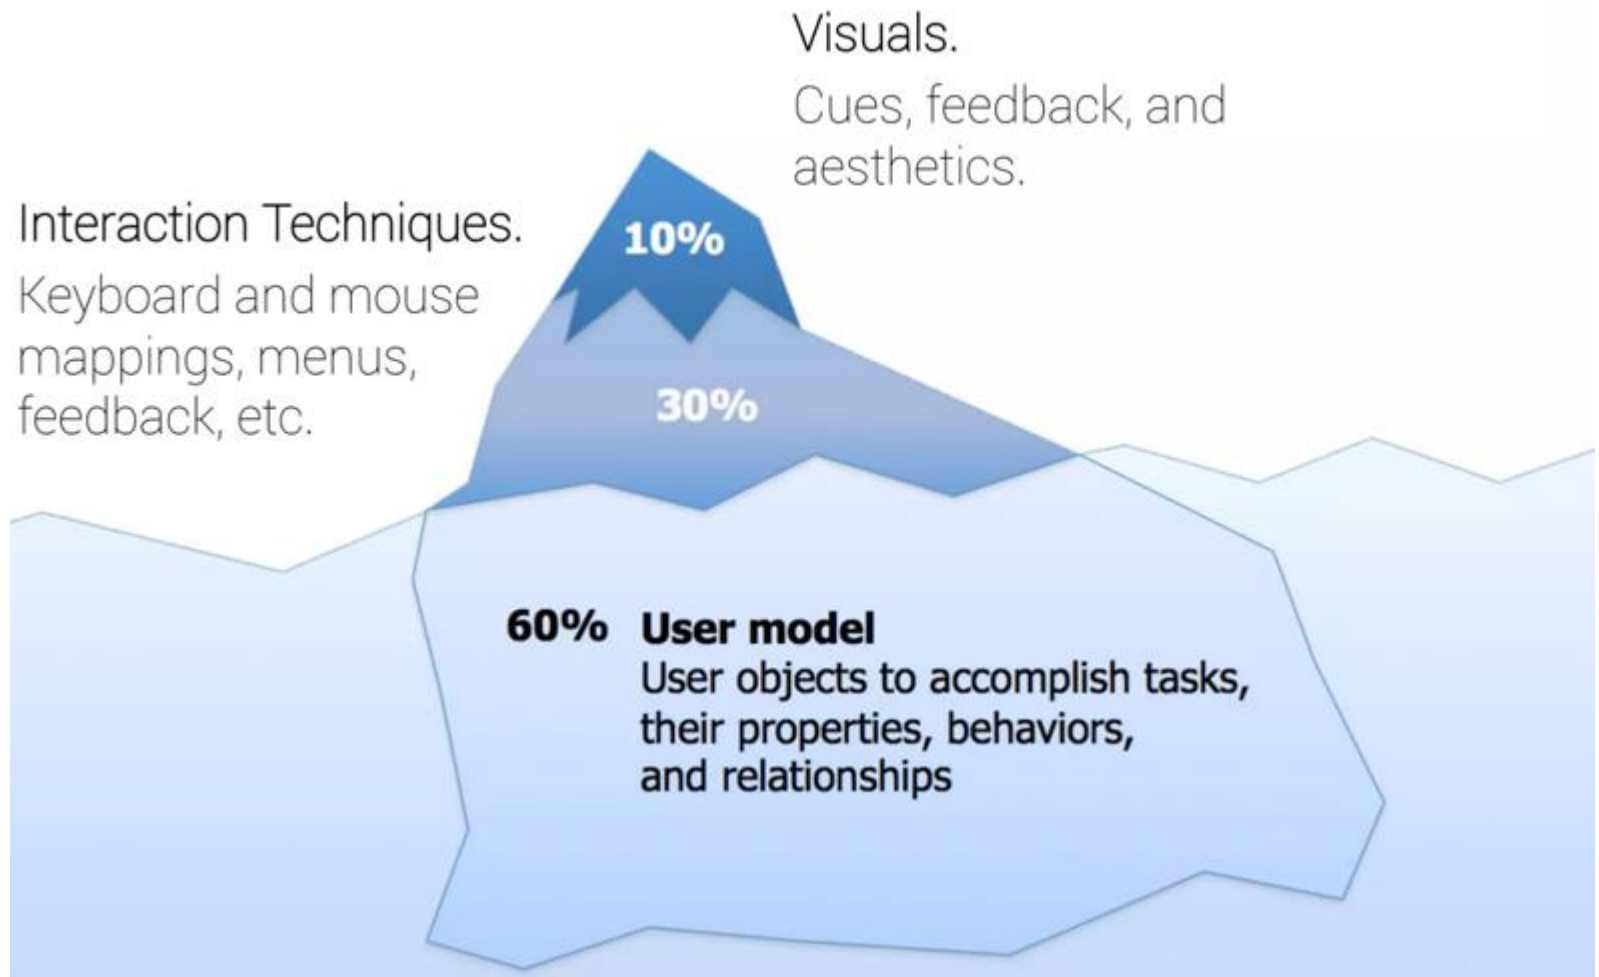 Visuals.
Cues, feedback, and
aesthetics.
Interaction Techniques.
Keyboard and mouse
mappings, menus,
feedback, etc.
10%
30%
60% User model
User objects to accomplish tasks,
their properties, behaviors,
and relationships